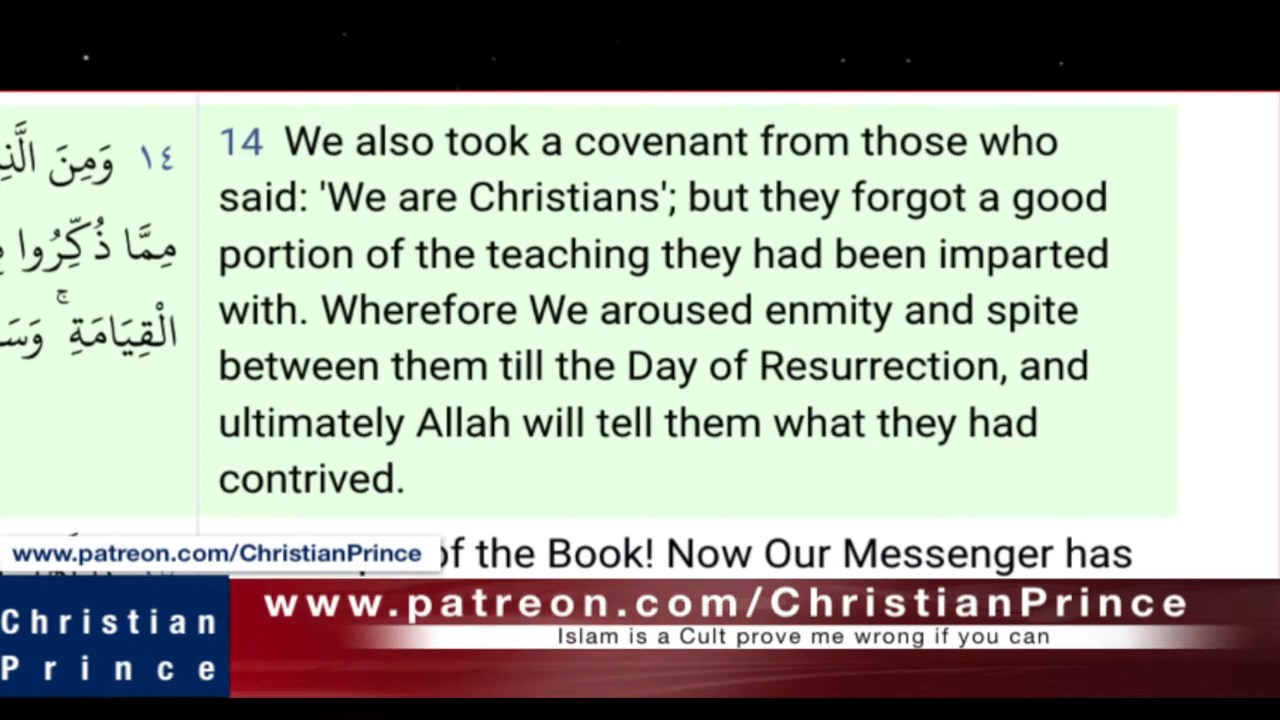 ١٤ وَمِنَ الَّذِ
مِمَّا ذُكِّرُوا
الْقِيَامَةِ ۚ وَسَ
14 We also took a covenant from those who
said: 'We are Christians'; but they forgot a good
portion of the teaching they had been imparted
with. Wherefore We aroused enmity and spite
between them till the Day of Resurrection, and
ultimately Allah will tell them what they had
contrived.
of the Book! Now Our Messenger has
www.patreon.com/ChristianPrince
Christian
Prince
www.patreon.com/ChristianPrince
Islam is a Cult prove me wrong if you can